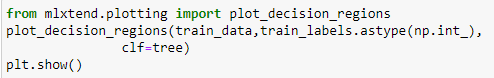 from mlxtend.plotting import plot_decision_regions
plot_decision_regions(train_data,train_labels.astype(np.int_),
clf=tree)
plt.show()